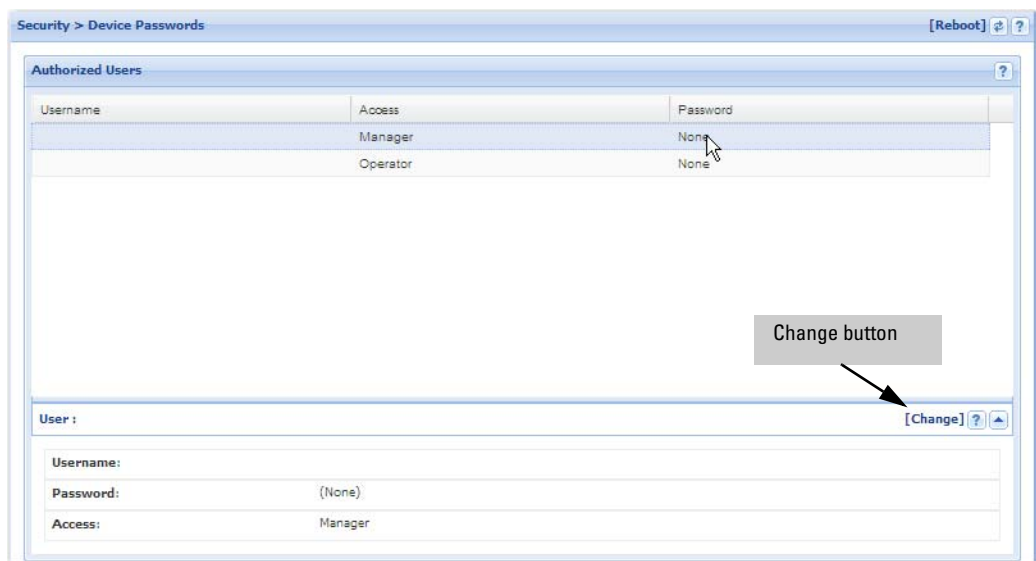 Security > Device Passwords [Reboot] ?
Authorized Users ?
Username Access Password
Manager None
Operator None
Change button
User : [Change] ?
Username:
Password: (None)
Access: Manager